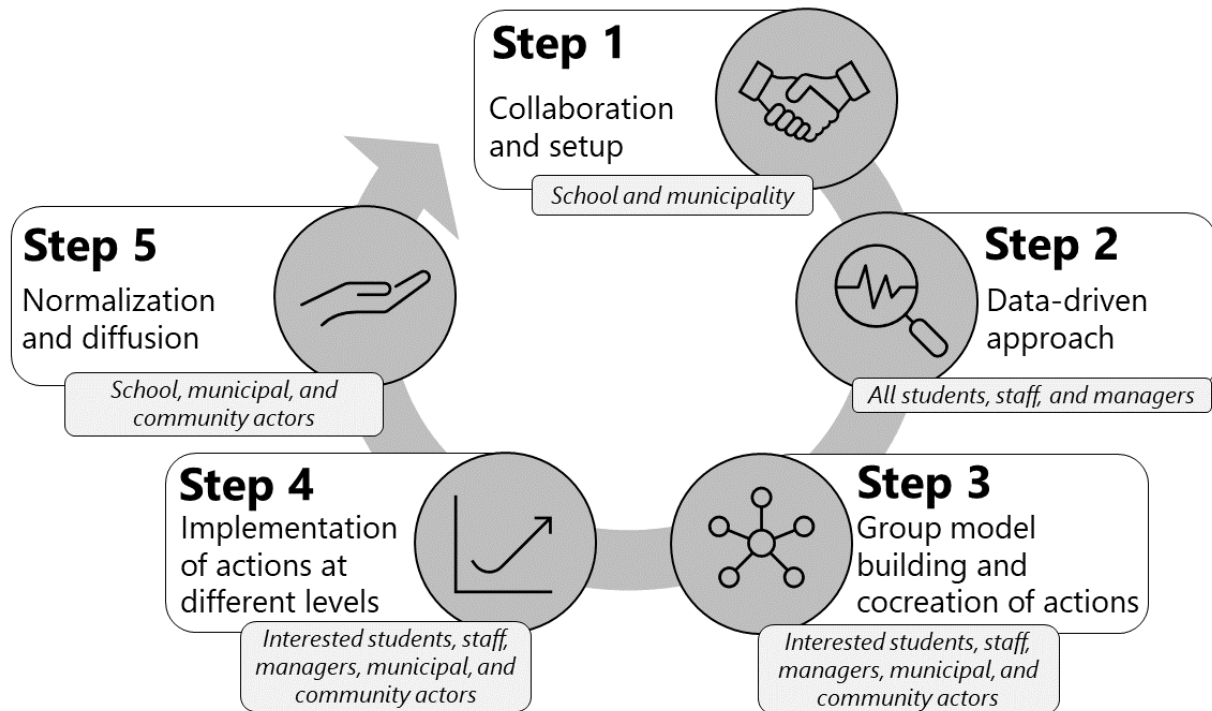 Step 1
Collaboration
and setup
School and municipality
Step 2
Data-driven
approach
All students, staff, and managers
Step 3
Group model
building and
cocreation of actions
Interested students, staff,
managers, municipal, and
community actors
Step 4
Implementation
of actions at
different levels
Interested students, staff,
managers, municipal, and
community actors
Step 5
Normalization
and diffusion
School, municipal, and
community actors